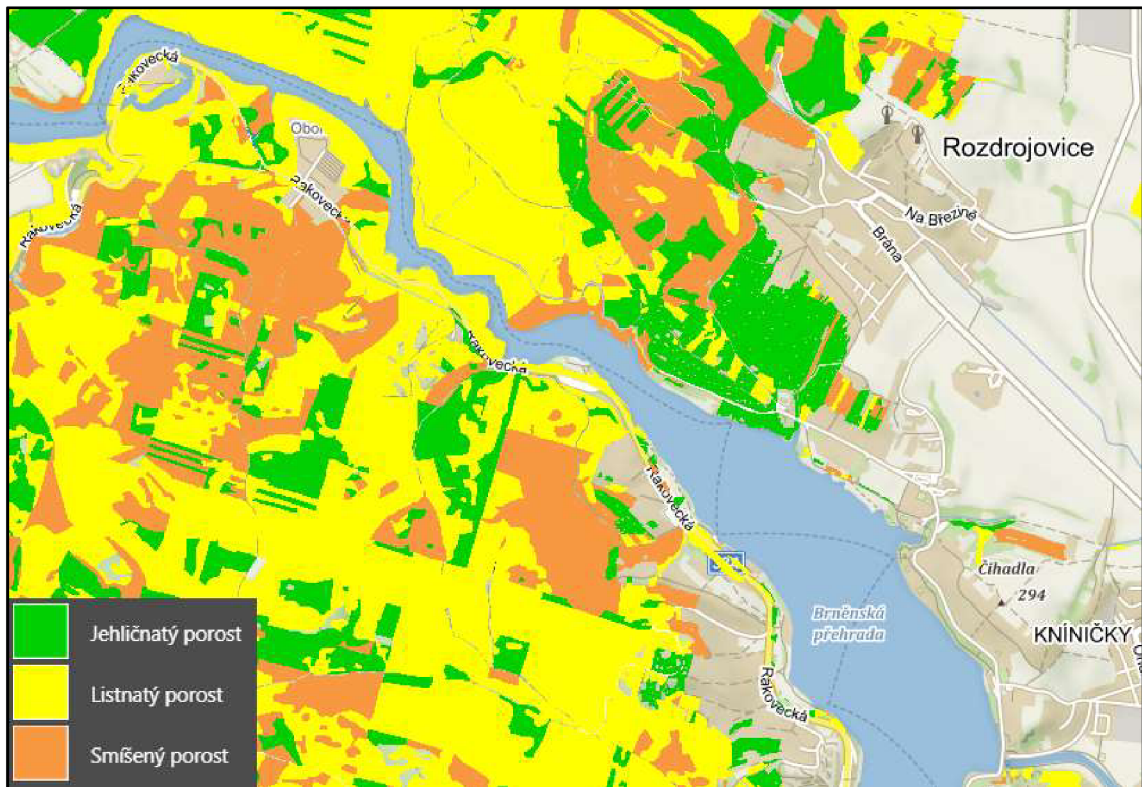 Rakovecká
Obor
Rozdrojovice
Rakovecká
Na Březině
Rakovecká
Brána
Rakovecká
Rakovecká
Čihadla
294
Brněnská
přehrada
KNÍNIČKY
Rakovecká
Jehličnatý porost
Listnatý porost
Smíšený porost